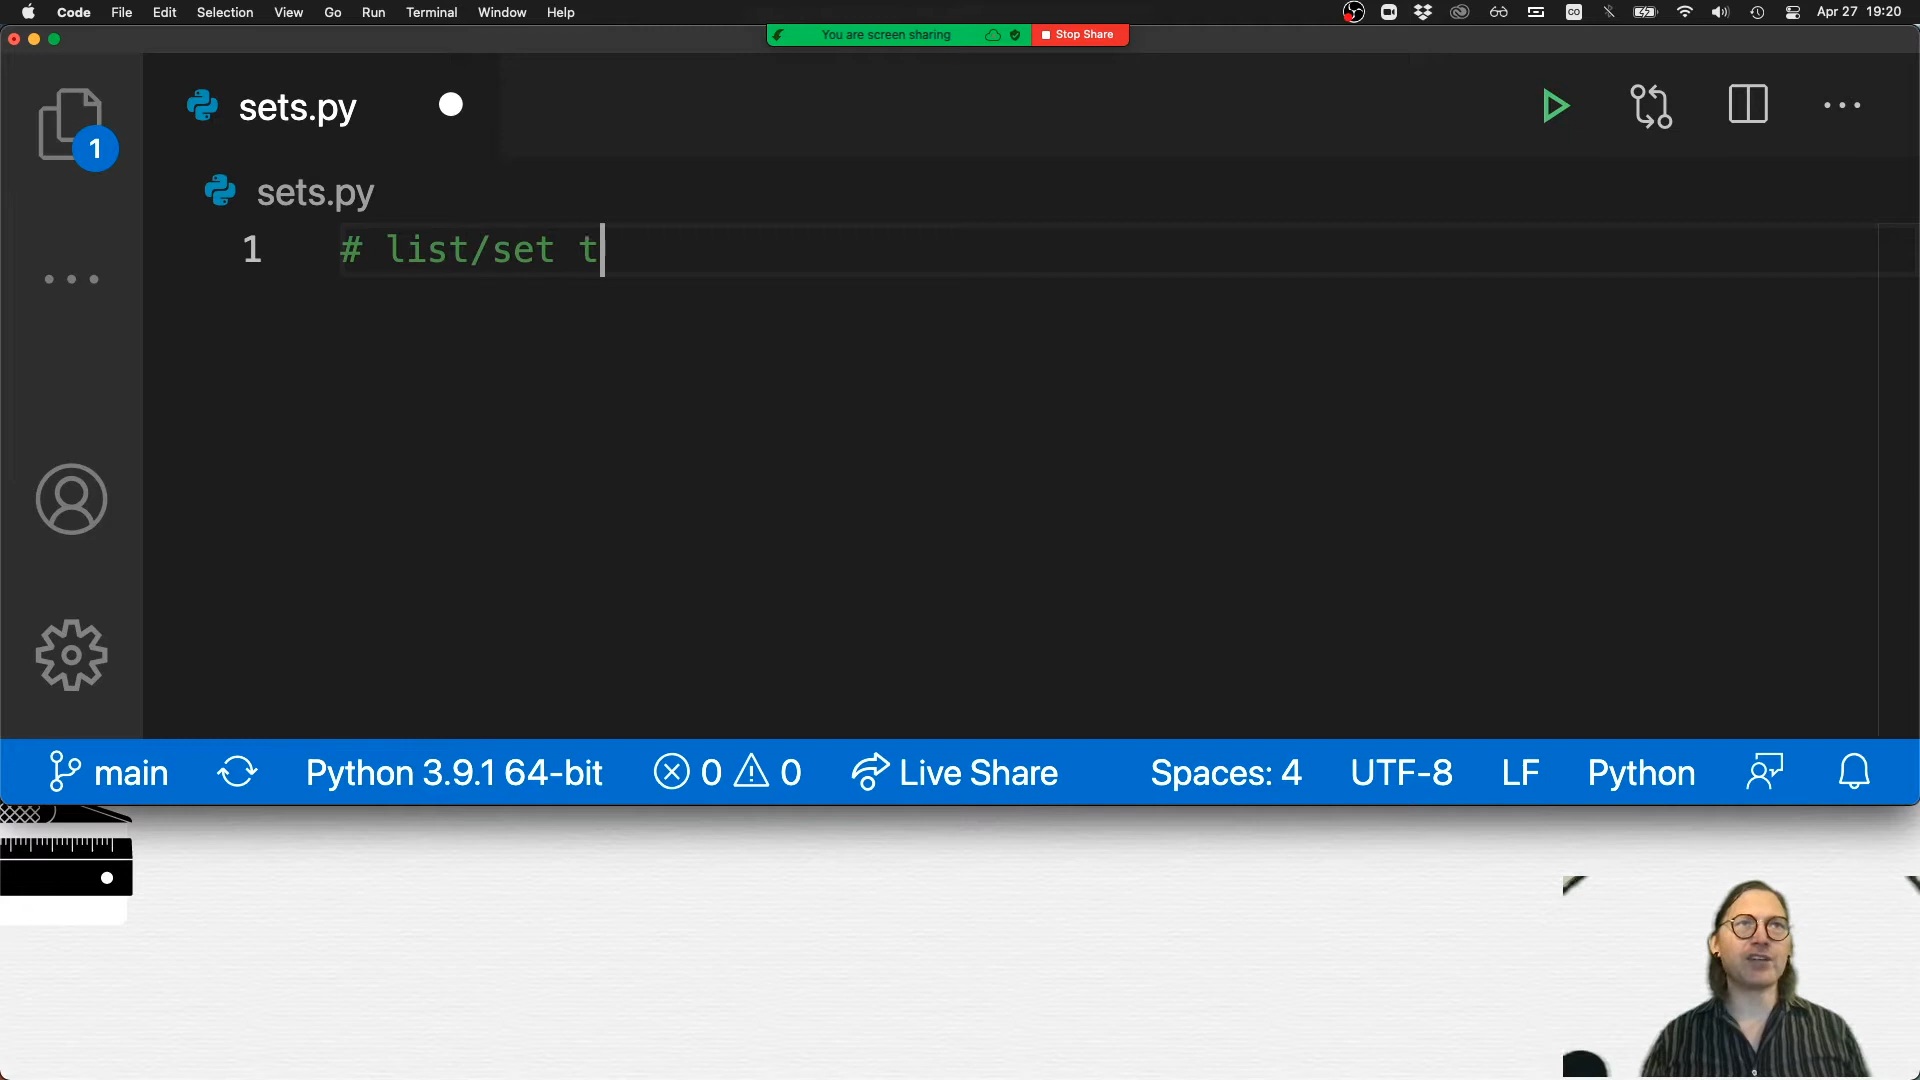 Code File Edit Selection View Go Run Terminal Window Help
CO
Apr 27 19:20
You are screen sharing
Stop Share
sets.py
1
sets.py
1 # list/set t
main
Python 3.9.1 64-bit
0
0
Live Share
Spaces: 4
UTF-8
LF
Python